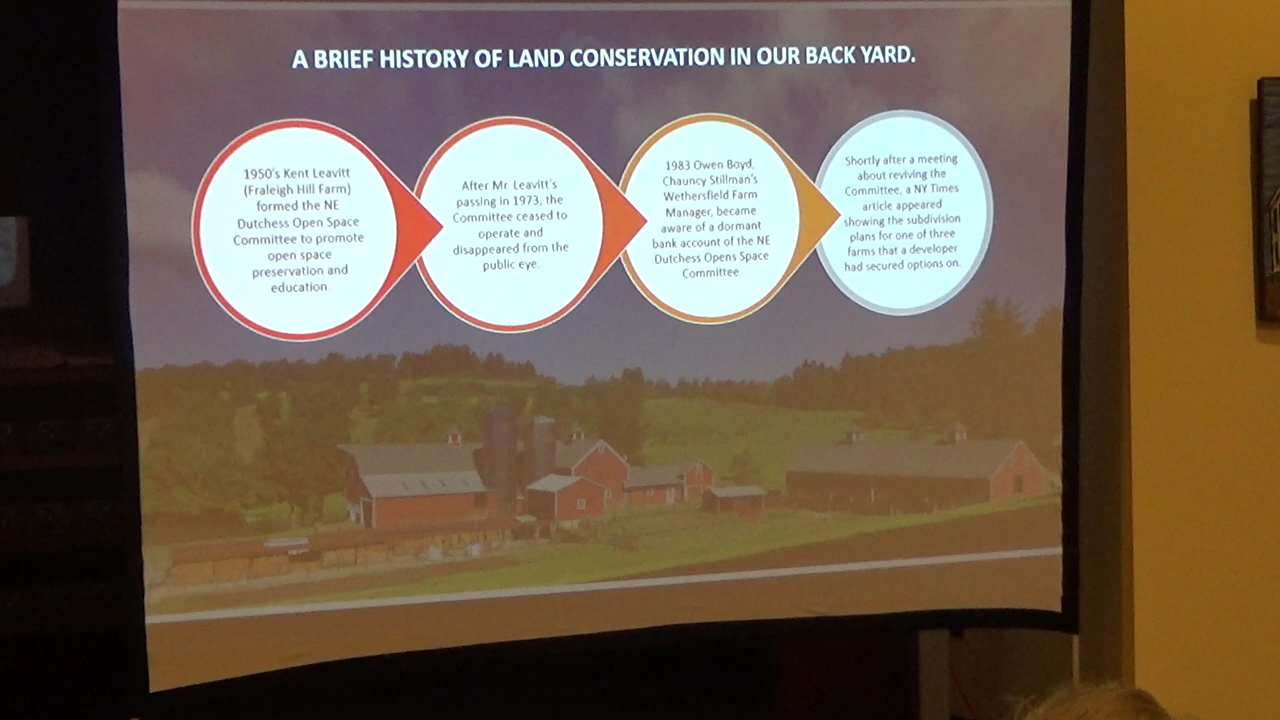 A BRIEF HISTORY OF LAND CONSERVATION IN OUR BACK YARD.
1950's Kent Leavitt
(Fraleigh Hill Farm)
formed the NE
Dutchess Open Space
Committee to promote
open space
preservation and
education.
After Mr. Leavitt's
passing in 1973, the
Committee ceased to
operate and
disappeared from the
public eye.
1983 Owen Boyd,
Chauncy Stillman's
Wethersfield Farm
Manager, became
aware of a dormant
bank account of the NE
Dutchess Opens Space
Committee
Shortly after a meeting
about reviving the
Committee, a NY Times
article appeared
showing the subdivision
plans for one of three
farms that a developer
had secured options on.